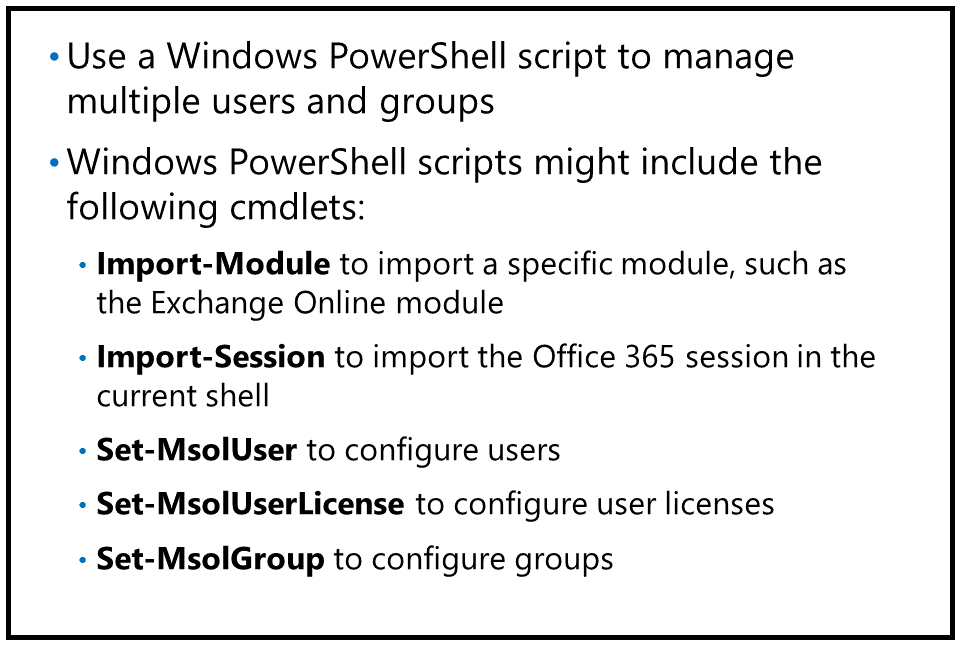 • Use a Windows PowerShell script to manage
multiple users and groups
• Windows PowerShell scripts might include the
following cmdlets:
• Import-Module to import a specific module, such as
the Exchange Online module
• Import-Session to import the Office 365 session in the
current shell
• Set-MsolUser to configure users
• Set-MsolUserLicense to configure user licenses
• Set-MsolGroup to configure groups